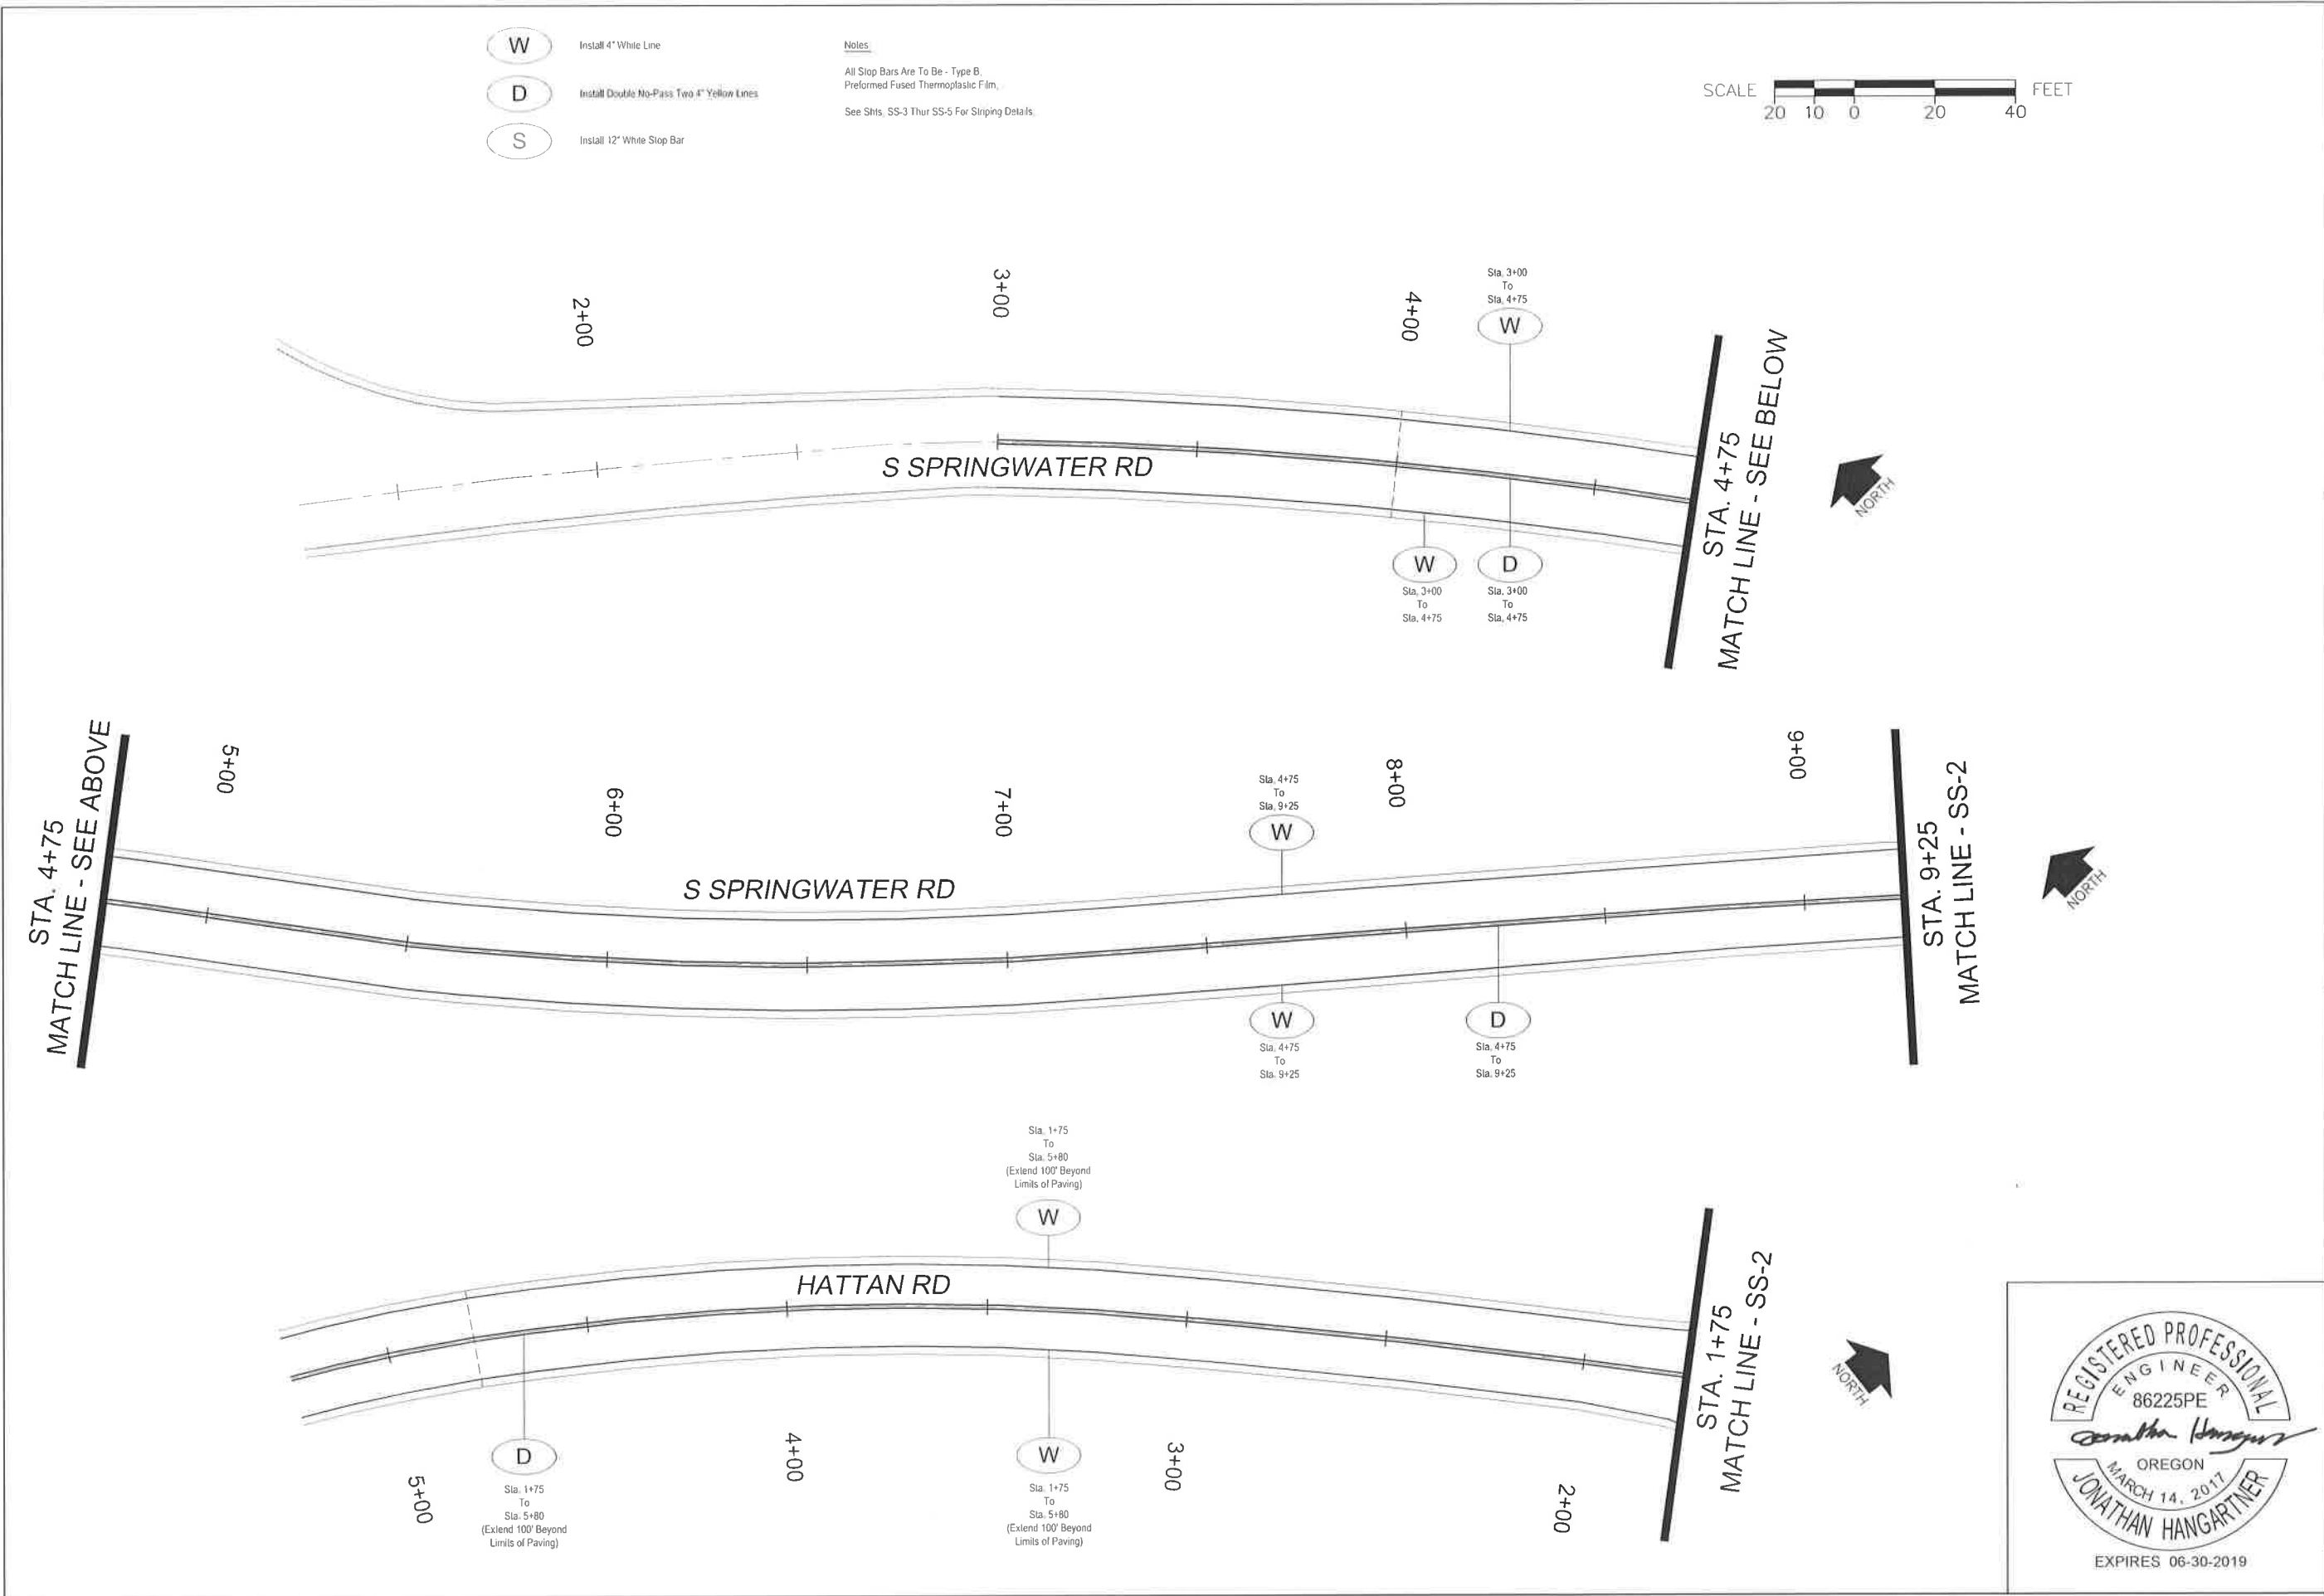 W Install 4" White Line
D Install Double No-Pass Two 4" Yellow Lines
S Install 12" White Stop Bar
Notes
All Stop Bars Are To Be - Type B,
Preformed Fused Thermoplastic Film.
See Shts. SS-3 Thur SS-5 For Striping Details.
SCALE FEET
20 10 0 20 40
2+00
3+00
4+00
Sta. 3+00
To
Sta. 4+75
W
S SPRINGWATER RD
W
Sta. 3+00
To
Sta. 4+75
D
Sta. 3+00
To
Sta. 4+75
STA. 4+75
MATCH LINE - SEE BELOW
NORTH
STA. 4+75
MATCH LINE - SEE ABOVE
5+00
6+00
7+00
8+00
9+00
Sta. 4+75
To
Sta. 9+25
W
S SPRINGWATER RD
W
Sta. 4+75
To
Sta. 9+25
D
Sta. 4+75
To
Sta. 9+25
STA. 9+25
MATCH LINE - SS-2
NORTH
Sta. 1+75
To
Sta. 5+80
(Extend 100' Beyond
Limits of Paving)
W
HATTAN RD
5+00
D
Sta. 1+75
To
Sta. 5+80
(Extend 100' Beyond
Limits of Paving)
4+00
W
Sta. 1+75
To
Sta. 5+80
(Extend 100' Beyond
Limits of Paving)
3+00
2+00
STA. 1+75
MATCH LINE - SS-2
NORTH
REGISTERED PROFESSIONAL
ENGINEER
86225PE
OREGON
MARCH 14, 2017
JONATHAN HANGARTNER
EXPIRES 06-30-2019